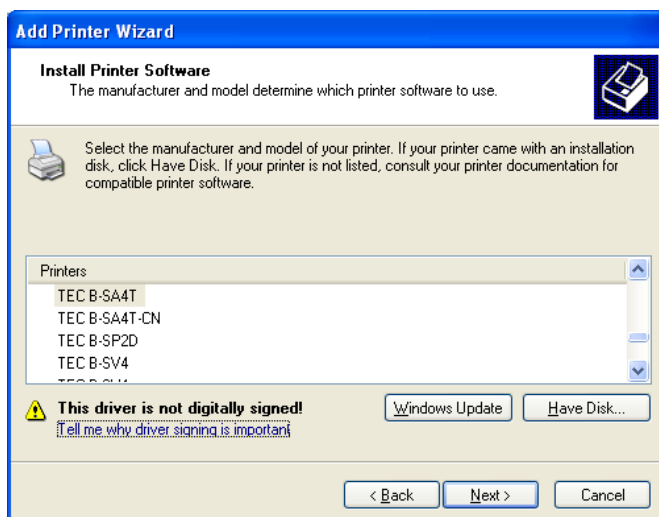 Add Printer Wizard
Install Printer Software
The manufacturer and model determine which printer software to use.
Select the manufacturer and model of your printer. If your printer came with an installation
disk, click Have Disk. If your printer is not listed, consult your printer documentation for
compatible printer software.
Printers
TEC B-SA4T
TEC B-SA4T-CN
TEC B-SP2D
TEC B-SV4
This driver is not digitally signed!
Tell me why driver signing is important
Windows Update
Have Disk...
< Back
Next >
Cancel